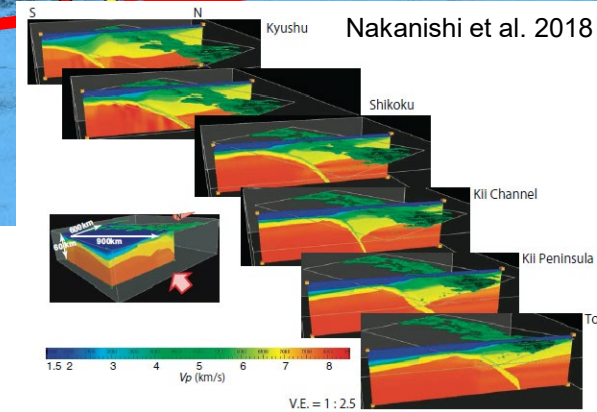 S N
Kyushu
Nakanishi et al. 2018
Shikoku
Kii Channel
Kii Peninsula
600km
900km
60km
To
1.5 2 3 4 5 6 7 8
Vp (km/s)
V.E. = 1 : 2.5